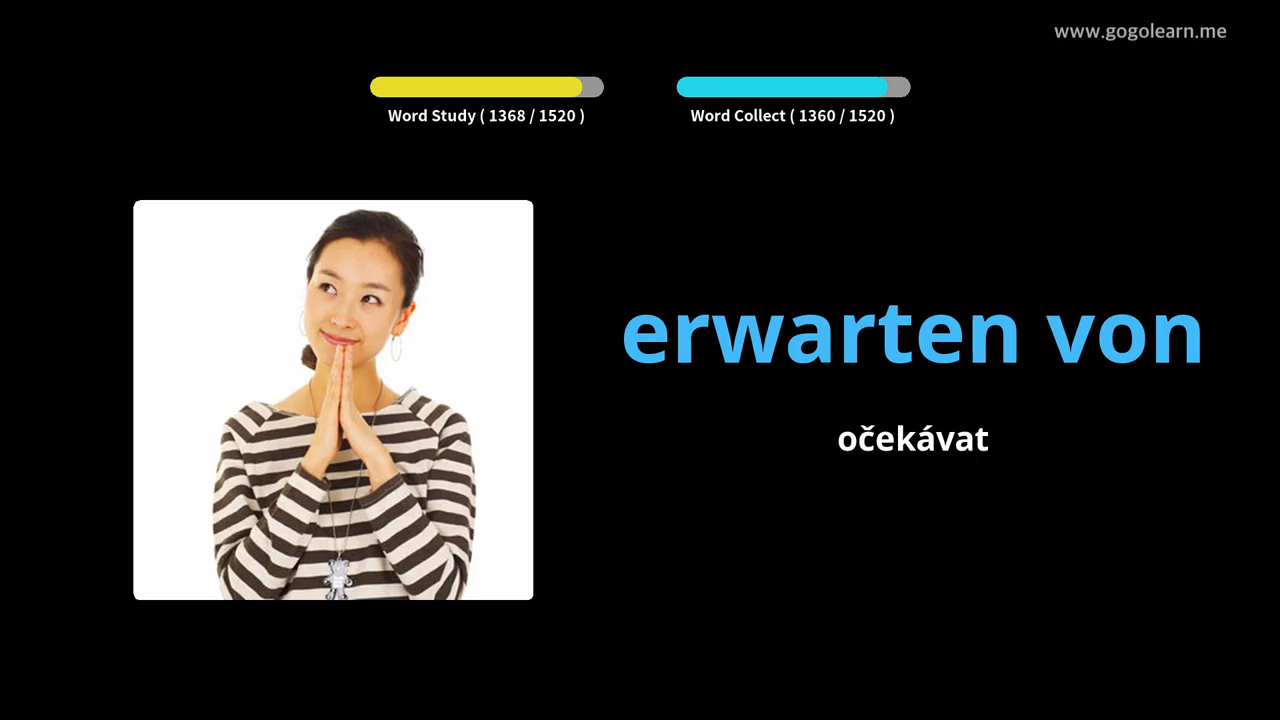 www.gogolearn.me
Word Study ( 1368 / 1520 )
Word Collect ( 1360 / 1520 )
erwarten von
očekávat